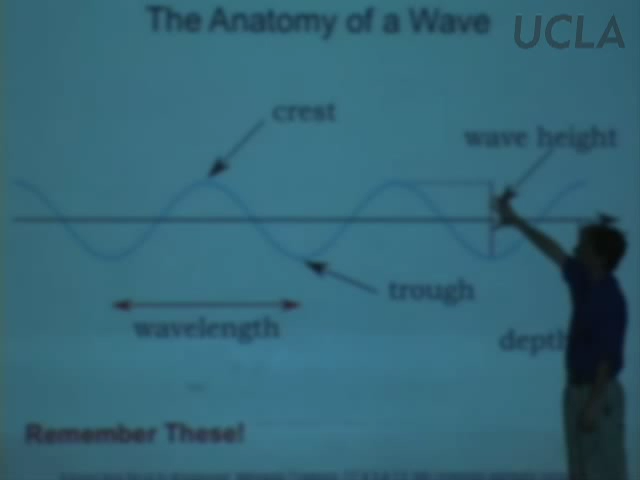 The Anatomy of a Wave
UCLA
crest
wave height
trough
wavelength
depth
Remember These!